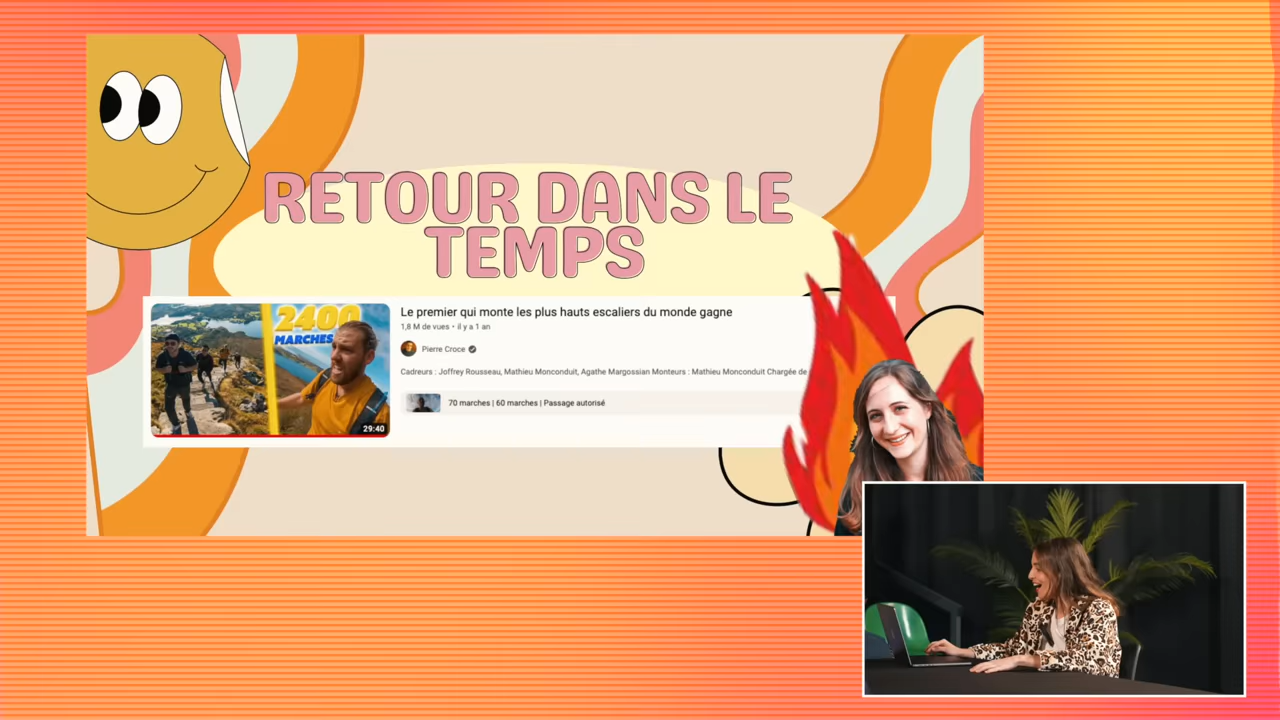 RETOUR DANS LE
TEMPS
2400
MARCHES
29:40
Le premier qui monte les plus hauts escaliers du monde gagne
1,8 M de vues • il y a 1 an
Pierre Croce
Cadreurs : Joffrey Rousseau, Mathieu Monconduit, Agathe Margossian Monteurs : Mathieu Monconduit Chargée de
70 marches | 60 marches | Passage autorisé